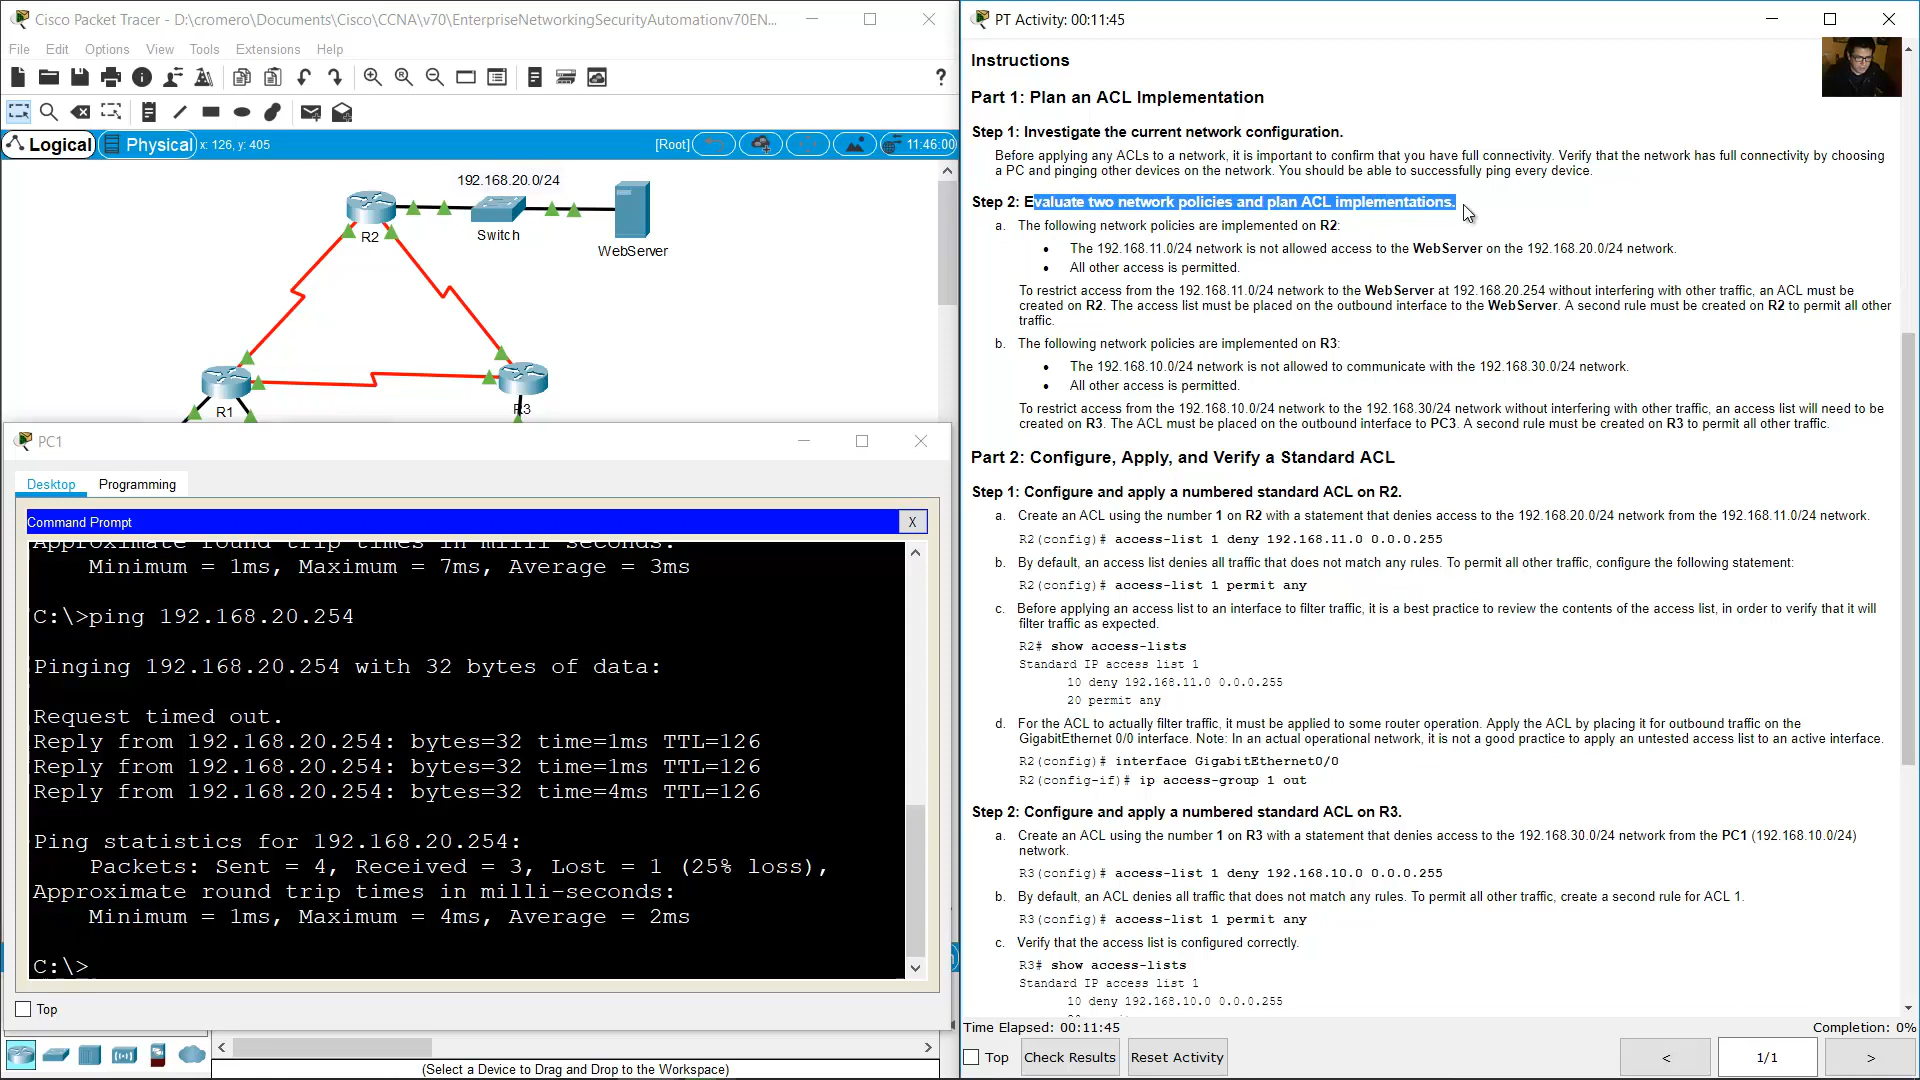 Cisco Packet Tracer - D:\cromero\Documents\Cisco\CCNA\v70\EnterpriseNetworkingSecurityAutomationv70EN...
File Edit Options View Tools Extensions Help
?
Logical Physical x: 126, y: 405 [Root] 11:46:00
192.168.20.0/24
R2
Switch
WebServer
R1
R3
PC1
Desktop Programming
Command Prompt X
Approximate round trip times in milli-seconds:
Minimum = 1ms, Maximum = 7ms, Average = 3ms
C:\>ping 192.168.20.254
Pinging 192.168.20.254 with 32 bytes of data:
Request timed out.
Reply from 192.168.20.254: bytes=32 time=1ms TTL=126
Reply from 192.168.20.254: bytes=32 time=1ms TTL=126
Reply from 192.168.20.254: bytes=32 time=4ms TTL=126
Ping statistics for 192.168.20.254:
Packets: Sent = 4, Received = 3, Lost = 1 (25% loss),
Approximate round trip times in milli-seconds:
Minimum = 1ms, Maximum = 4ms, Average = 2ms
C:\>
Top
(Select a Device to Drag and Drop to the Workspace)
PT Activity: 00:11:45
Instructions
Part 1: Plan an ACL Implementation
Step 1: Investigate the current network configuration.
Before applying any ACLs to a network, it is important to confirm that you have full connectivity. Verify that the network has full connectivity by choosing
a PC and pinging other devices on the network. You should be able to successfully ping every device.
Step 2: Evaluate two network policies and plan ACL implementations.
a. The following network policies are implemented on R2:
• The 192.168.11.0/24 network is not allowed access to the WebServer on the 192.168.20.0/24 network.
• All other access is permitted.
To restrict access from the 192.168.11.0/24 network to the WebServer at 192.168.20.254 without interfering with other traffic, an ACL must be
created on R2. The access list must be placed on the outbound interface to the WebServer. A second rule must be created on R2 to permit all other
traffic.
b. The following network policies are implemented on R3:
• The 192.168.10.0/24 network is not allowed to communicate with the 192.168.30.0/24 network.
• All other access is permitted.
To restrict access from the 192.168.10.0/24 network to the 192.168.30/24 network without interfering with other traffic, an access list will need to be
created on R3. The ACL must be placed on the outbound interface to PC3. A second rule must be created on R3 to permit all other traffic.
Part 2: Configure, Apply, and Verify a Standard ACL
Step 1: Configure and apply a numbered standard ACL on R2.
a. Create an ACL using the number 1 on R2 with a statement that denies access to the 192.168.20.0/24 network from the 192.168.11.0/24 network.
R2(config)# access-list 1 deny 192.168.11.0 0.0.0.255
b. By default, an access list denies all traffic that does not match any rules. To permit all other traffic, configure the following statement:
R2(config)# access-list 1 permit any
c. Before applying an access list to an interface to filter traffic, it is a best practice to review the contents of the access list, in order to verify that it will
filter traffic as expected.
R2# show access-lists
Standard IP access list 1
10 deny 192.168.11.0 0.0.0.255
20 permit any
d. For the ACL to actually filter traffic, it must be applied to some router operation. Apply the ACL by placing it for outbound traffic on the
GigabitEthernet 0/0 interface. Note: In an actual operational network, it is not a good practice to apply an untested access list to an active interface.
R2(config)# interface GigabitEthernet0/0
R2(config-if)# ip access-group 1 out
Step 2: Configure and apply a numbered standard ACL on R3.
a. Create an ACL using the number 1 on R3 with a statement that denies access to the 192.168.30.0/24 network from the PC1 (192.168.10.0/24)
network.
R3(config)# access-list 1 deny 192.168.10.0 0.0.0.255
b. By default, an ACL denies all traffic that does not match any rules. To permit all other traffic, create a second rule for ACL 1.
R3(config)# access-list 1 permit any
c. Verify that the access list is configured correctly.
R3# show access-lists
Standard IP access list 1
10 deny 192.168.10.0 0.0.0.255
Time Elapsed: 00:11:45 Completion: 0%
Top Check Results Reset Activity < 1/1 >